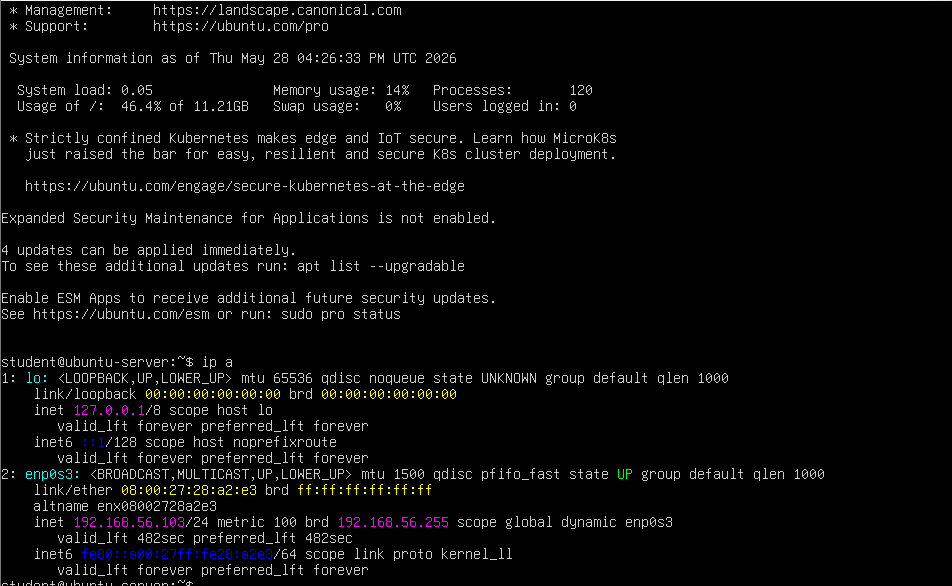 * Management:     https://landscape.canonical.com
* Support:        https://ubuntu.com/pro
System information as of Thu May 28 04:26:33 PM UTC 2026
System load: 0.05               Memory usage: 14%   Processes:       120
Usage of /:  46.4% of 11.21GB   Swap usage:   0%    Users logged in: 0
* Strictly confined Kubernetes makes edge and IoT secure. Learn how MicroK8s
just raised the bar for easy, resilient and secure K8s cluster deployment.
https://ubuntu.com/engage/secure-kubernetes-at-the-edge
Expanded Security Maintenance for Applications is not enabled.
4 updates can be applied immediately.
To see these additional updates run: apt list --upgradable
Enable ESM Apps to receive additional future security updates.
See https://ubuntu.com/esm or run: sudo pro status
student@ubuntu-server:~$ ip a
1: lo: <LOOPBACK,UP,LOWER_UP> mtu 65536 qdisc noqueue state UNKNOWN group default qlen 1000
link/loopback 00:00:00:00:00:00 brd 00:00:00:00:00:00
inet 127.0.0.1/8 scope host lo
valid_lft forever preferred_lft forever
inet6 ::1/128 scope host noprefixroute
valid_lft forever preferred_lft forever
2: enp0s3: <BROADCAST,MULTICAST,UP,LOWER_UP> mtu 1500 qdisc pfifo_fast state UP group default qlen 1000
link/ether 08:00:27:28:a2:e3 brd ff:ff:ff:ff:ff:ff
altname enx08002728a2e3
inet 192.168.56.103/24 metric 100 brd 192.168.56.255 scope global dynamic enp0s3
valid_lft 482sec preferred_lft 482sec
inet6 fe80::a00:27ff:fe28:a2e3/64 scope link proto kernel_ll
valid_lft forever preferred_lft forever
student@ubuntu-server:~$